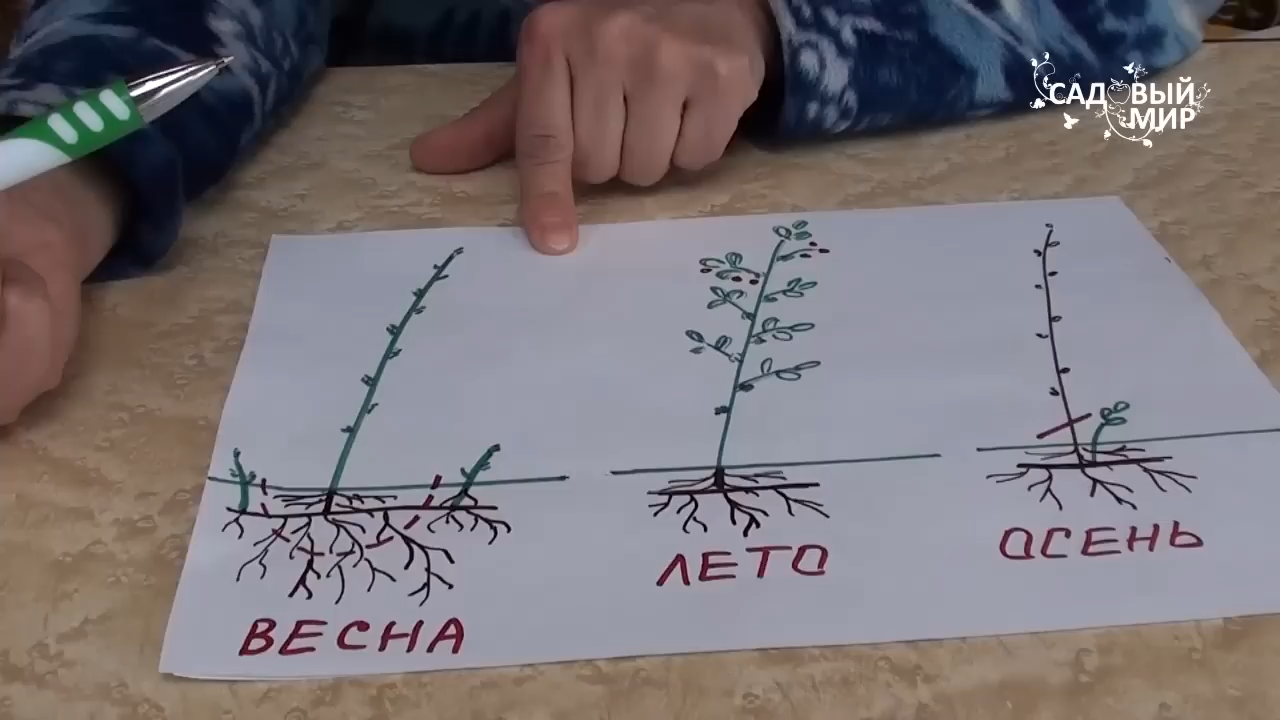 САДОВЫЙ
МИР
ВЕСНА
ЛЕТО
ОСЕНЬ